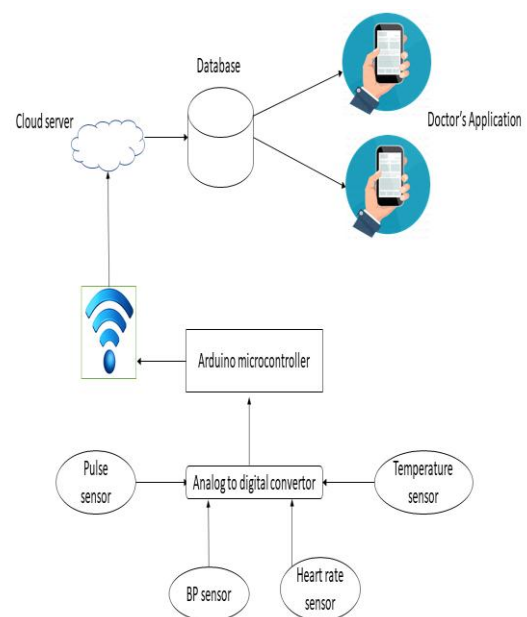 Database
Cloud server
Doctor's Application
Arduino microcontroller
Pulse
sensor
Analog to digital convertor
Temperature
sensor
BP sensor
Heart rate
sensor